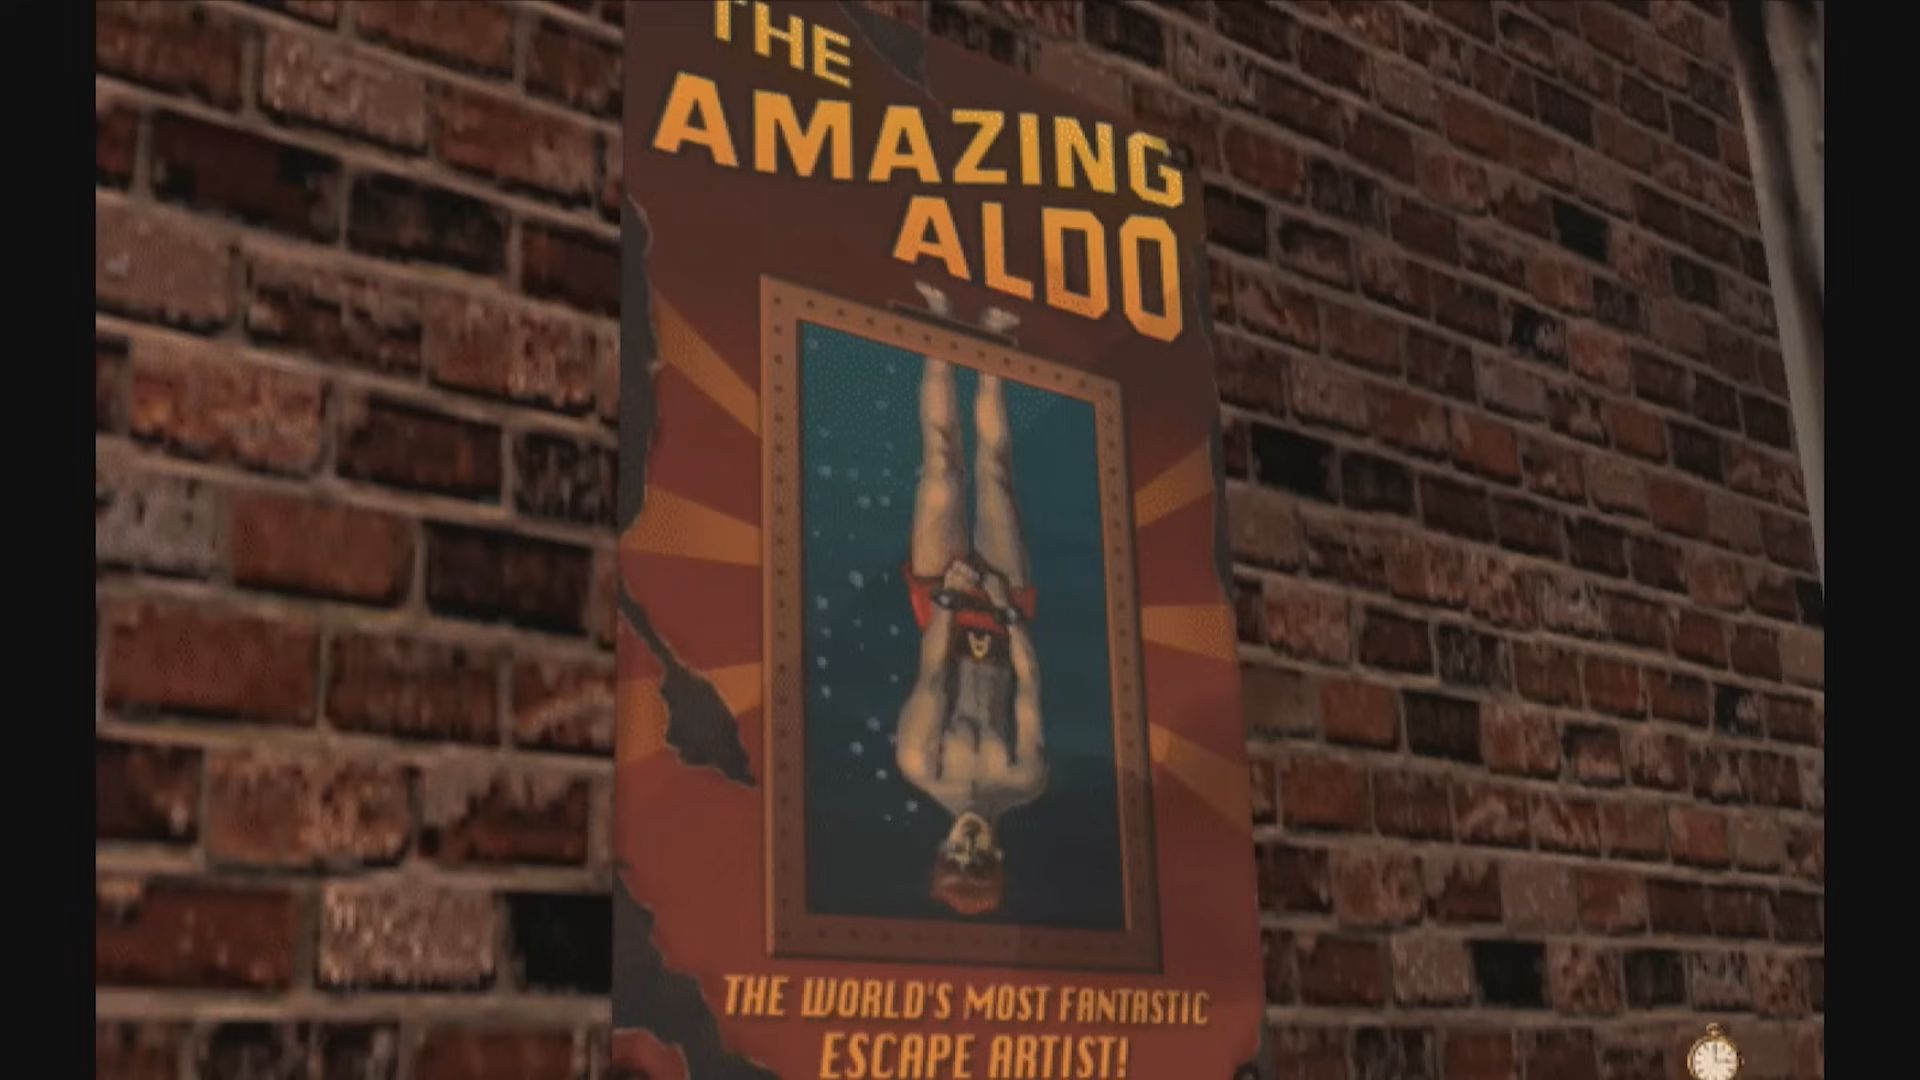 THE
AMAZING
ALDO
THE WORLD'S MOST FANTASTIC
ESCAPE ARTIST!